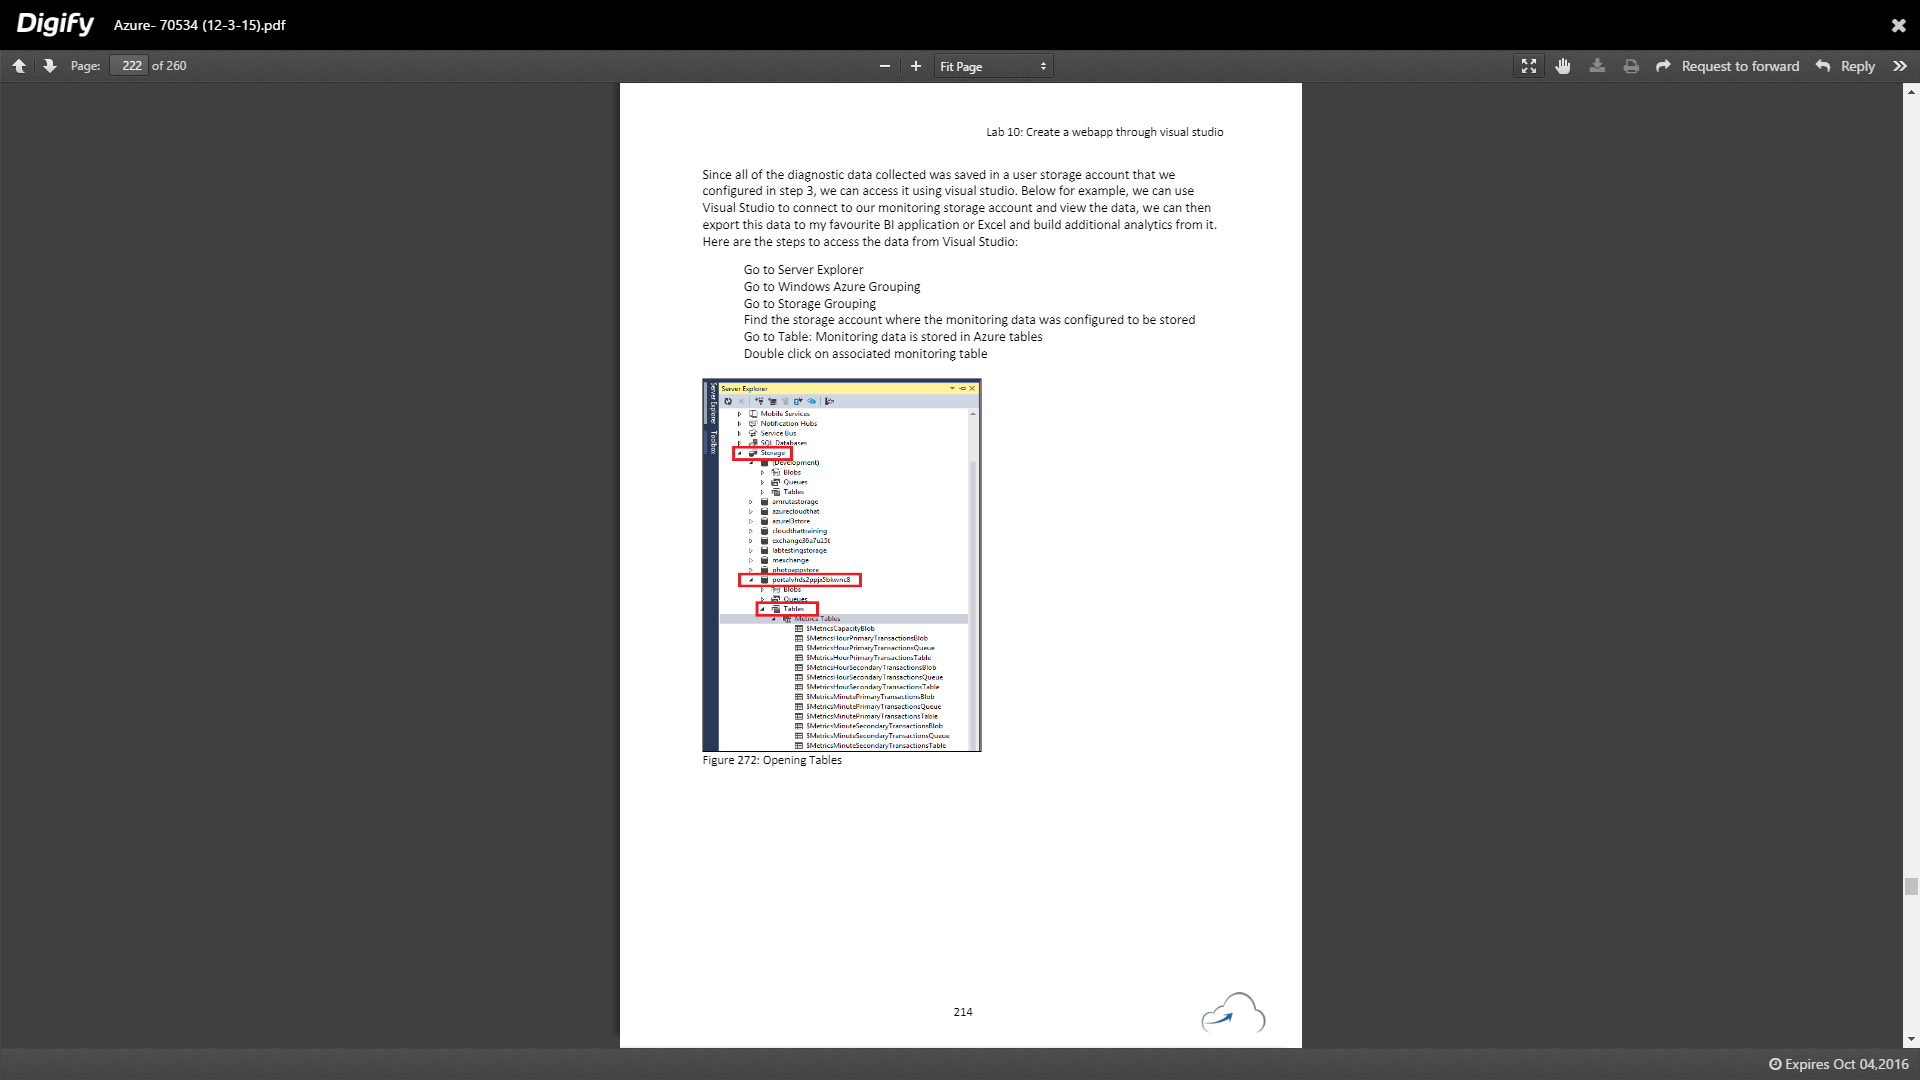 Digify Azure- 70534 (12-3-15).pdf
Page: 222 of 260 Fit Page Request to forward Reply
Lab 10: Create a webapp through visual studio
Since all of the diagnostic data collected was saved in a user storage account that we
configured in step 3, we can access it using visual studio. Below for example, we can use
Visual Studio to connect to our monitoring storage account and view the data, we can then
export this data to my favourite BI application or Excel and build additional analytics from it.
Here are the steps to access the data from Visual Studio:
Go to Server Explorer
Go to Windows Azure Grouping
Go to Storage Grouping
Find the storage account where the monitoring data was configured to be stored
Go to Table: Monitoring data is stored in Azure tables
Double click on associated monitoring table
Server Explorer
Server Explorer
Toolbox
Mobile Services
Notification Hubs
Service Bus
SQL Databases
Storage
(Development)
Blobs
Queues
Tables
amrutastorage
azurecloudthat
azurel3store
cloudthattraining
exchange36a7u15t
labtestingstorage
mexchange
photoappstore
portalvhds2ppjx5bkwnc8
Blobs
Queues
Tables
Metrics Tables
$MetricsCapacityBlob
$MetricsHourPrimaryTransactionsBlob
$MetricsHourPrimaryTransactionsQueue
$MetricsHourPrimaryTransactionsTable
$MetricsHourSecondaryTransactionsBlob
$MetricsHourSecondaryTransactionsQueue
$MetricsHourSecondaryTransactionsTable
$MetricsMinutePrimaryTransactionsBlob
$MetricsMinutePrimaryTransactionsQueue
$MetricsMinutePrimaryTransactionsTable
$MetricsMinuteSecondaryTransactionsBlob
$MetricsMinuteSecondaryTransactionsQueue
$MetricsMinuteSecondaryTransactionsTable
Figure 272: Opening Tables
214
Expires Oct 04,2016